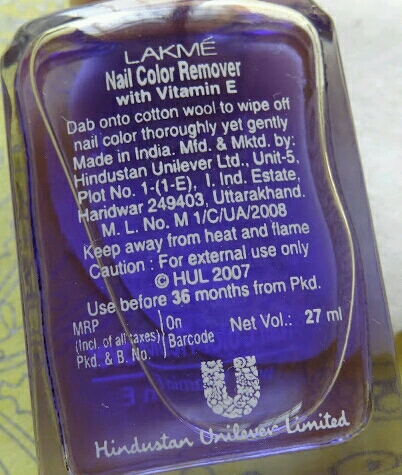 LAKMÉ
Nail Color Remover
with Vitamin E
Dab onto cotton wool to wipe off
nail color thoroughly yet gently
Made in India. Mfd. & Mktd. by:
Hindustan Unilever Ltd., Unit-5,
Plot No. 1-(1-E), I. Ind. Estate,
Haridwar 249403, Uttarakhand.
M. L. No. M 1/C/UA/2008
Keep away from heat and flame
Caution : For external use only
© HUL 2007
Use before 36 months from Pkd.
MRP
(Incl. of all taxes)
Pkd. & B. No.
On
Barcode
Net Vol.: 27 ml
Hindustan Unilever Limited